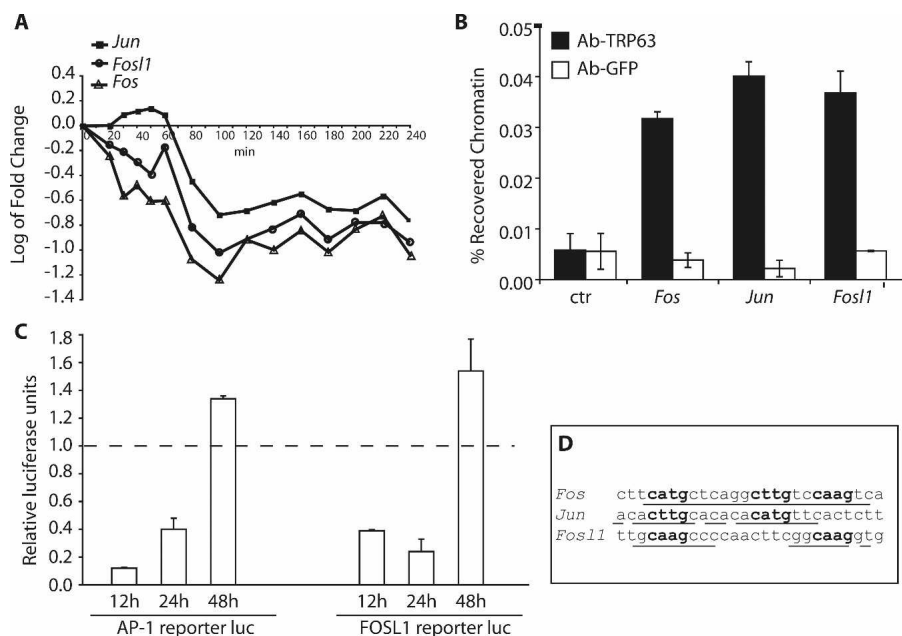 A
Jun
Fosl1
Fos
Log of Fold Change
0.4
0.2
0.0
-0.2
-0.4
-0.6
-0.8
-1.0
-1.2
-1.4
0 20 40 60 80 100 120 140 160 180 200 220 240
min
B
Ab-TRP63
Ab-GFP
% Recovered Chromatin
0.05
0.04
0.03
0.02
0.01
0.00
ctr Fos Jun Fosl1
C
Relative luciferase units
1.8
1.6
1.4
1.2
1.0
0.8
0.6
0.4
0.2
0.0
12h 24h 48h 12h 24h 48h
AP-1 reporter luc FOSL1 reporter luc
D
Fos cttcatgctcaggcttgtccaagtca
Jun acacttgcacacacatgttcactctt
Fosl1 ttgcaagccccaacttcggcaaggtg